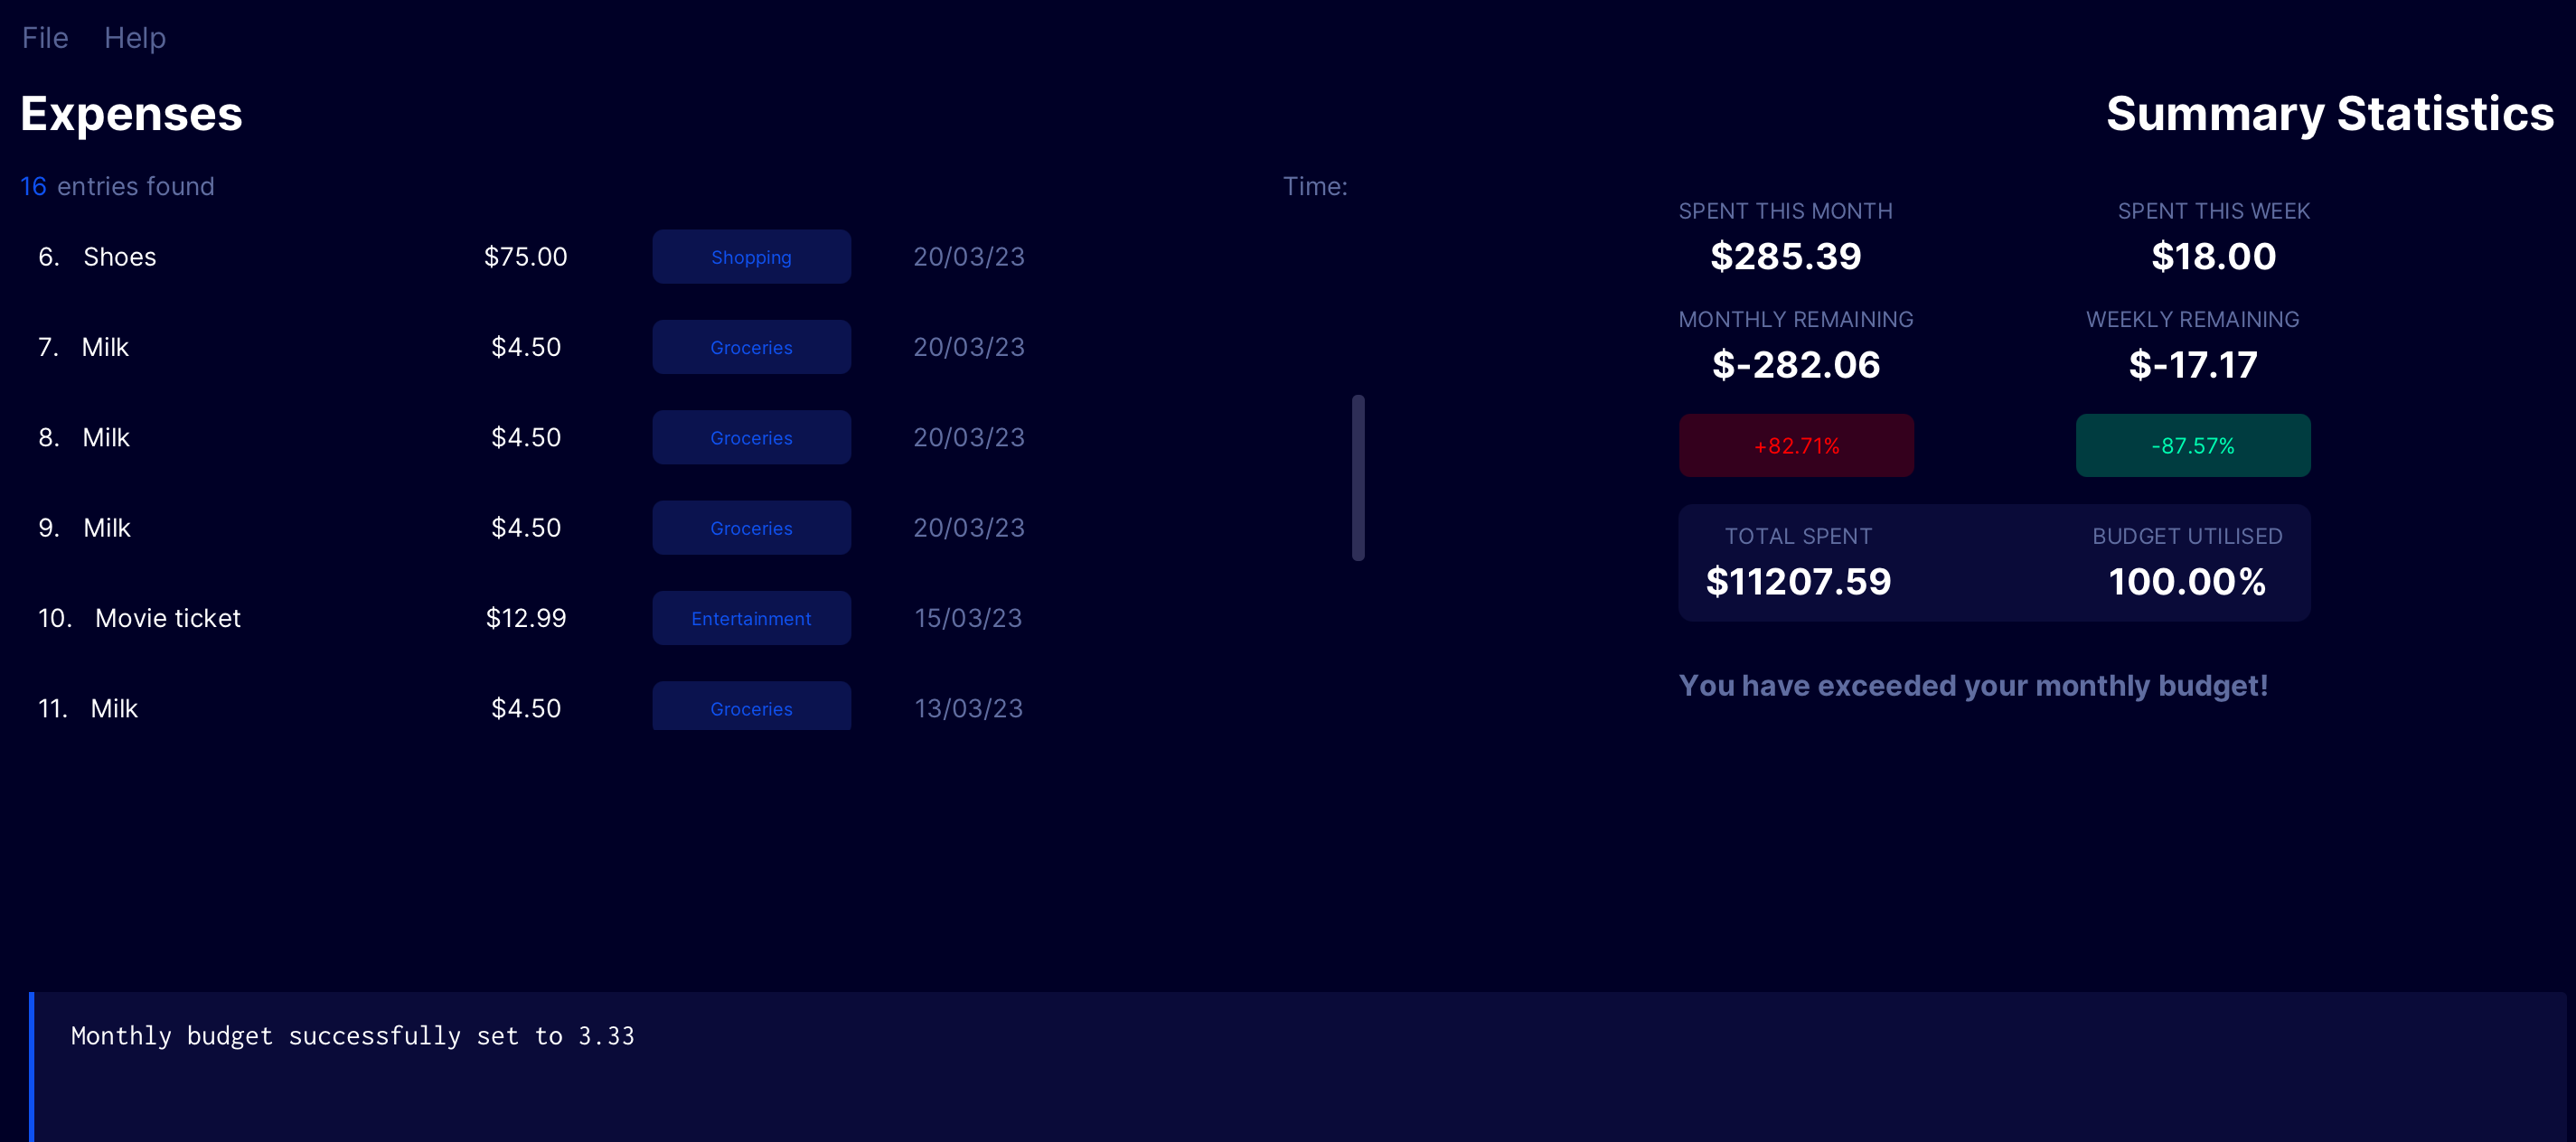 File Help
Expenses
16 entries found
Time:
6. Shoes $75.00 Shopping 20/03/23
7. Milk $4.50 Groceries 20/03/23
8. Milk $4.50 Groceries 20/03/23
9. Milk $4.50 Groceries 20/03/23
10. Movie ticket $12.99 Entertainment 15/03/23
11. Milk $4.50 Groceries 13/03/23
Summary Statistics
SPENT THIS MONTH SPENT THIS WEEK
$285.39 $18.00
MONTHLY REMAINING WEEKLY REMAINING
$-282.06 $-17.17
+82.71% -87.57%
TOTAL SPENT BUDGET UTILISED
$11207.59 100.00%
You have exceeded your monthly budget!
Monthly budget successfully set to 3.33